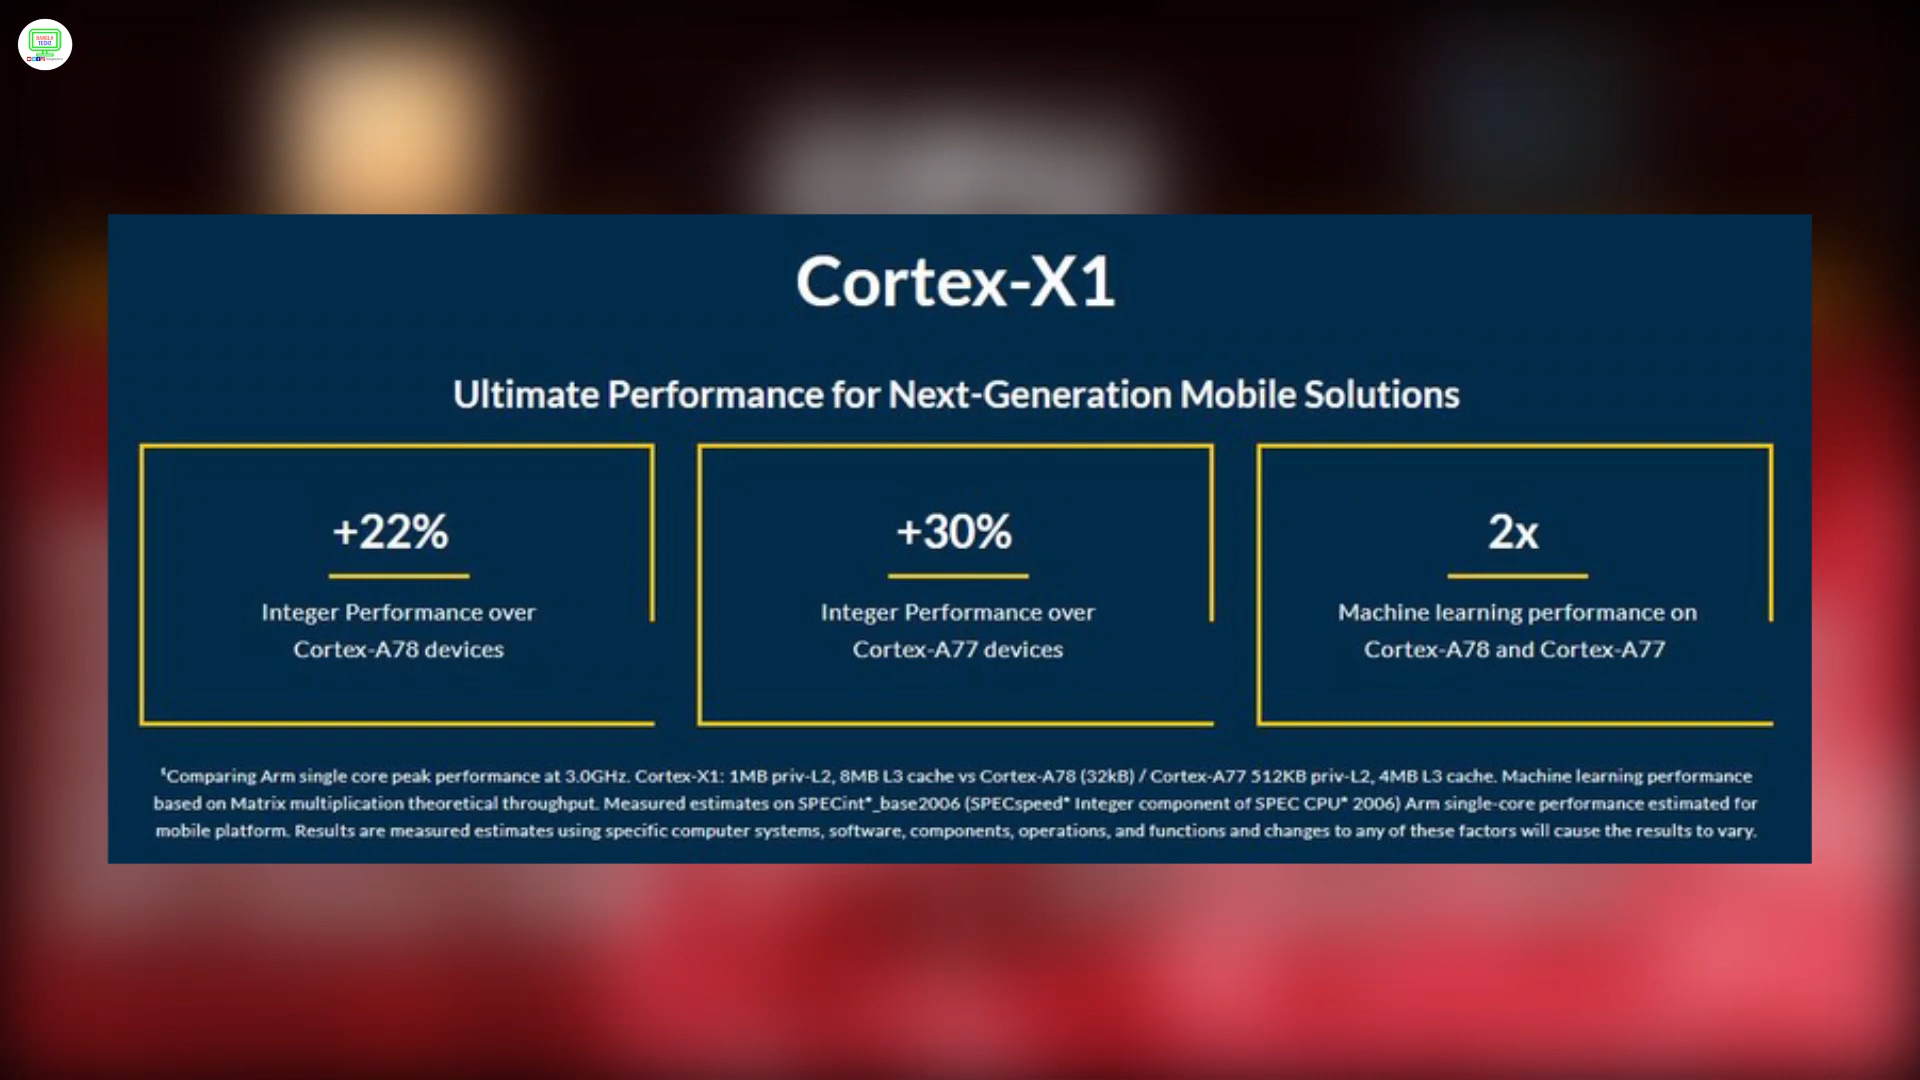 BANGLA
TECHZ
Cortex-X1
Ultimate Performance for Next-Generation Mobile Solutions
+22%
Integer Performance over
Cortex-A78 devices
+30%
Integer Performance over
Cortex-A77 devices
2x
Machine learning performance on
Cortex-A78 and Cortex-A77
§Comparing Arm single core peak performance at 3.0GHz. Cortex-X1: 1MB priv-L2, 8MB L3 cache vs Cortex-A78 (32kB) / Cortex-A77 512KB priv-L2, 4MB L3 cache. Machine learning performance
based on Matrix multiplication theoretical throughput. Measured estimates on SPECint*_base2006 (SPECspeed* Integer component of SPEC CPU* 2006) Arm single-core performance estimated for
mobile platform. Results are measured estimates using specific computer systems, software, components, operations, and functions and changes to any of these factors will cause the results to vary.